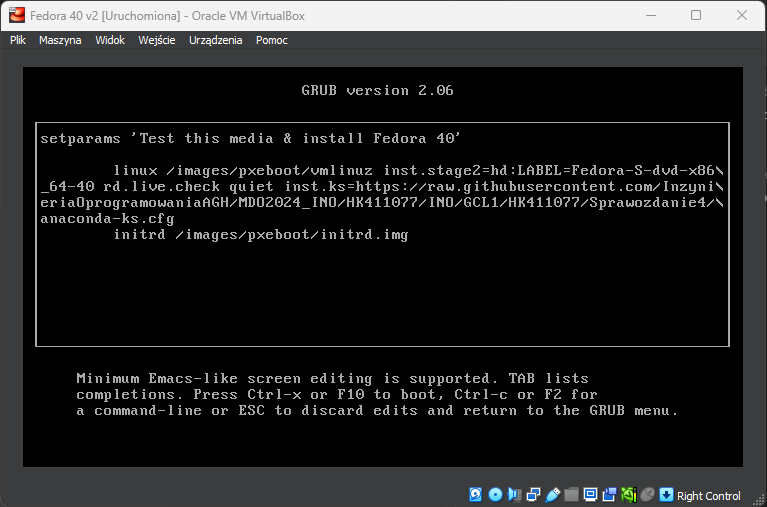 Fedora 40 v2 [Uruchomiona] - Oracle VM VirtualBox
Plik Maszyna Widok Wejście Urządzenia Pomoc
GRUB version 2.06
setparams 'Test this media & install Fedora 40'
linux /images/pxeboot/vmlinuz inst.stage2=hd:LABEL=Fedora-S-dvd-x86\
_64-40 rd.live.check quiet inst.ks=https://raw.githubusercontent.com/Inzyni\
eriaOprogramowaniaAGH/MDO2024_INO/HK411077/INO/GCL1/HK411077/Sprawozdanie4/\
anaconda-ks.cfg
initrd /images/pxeboot/initrd.img
Minimum Emacs-like screen editing is supported. TAB lists
completions. Press Ctrl-x or F10 to boot, Ctrl-c or F2 for
a command-line or ESC to discard edits and return to the GRUB menu.
Right Control